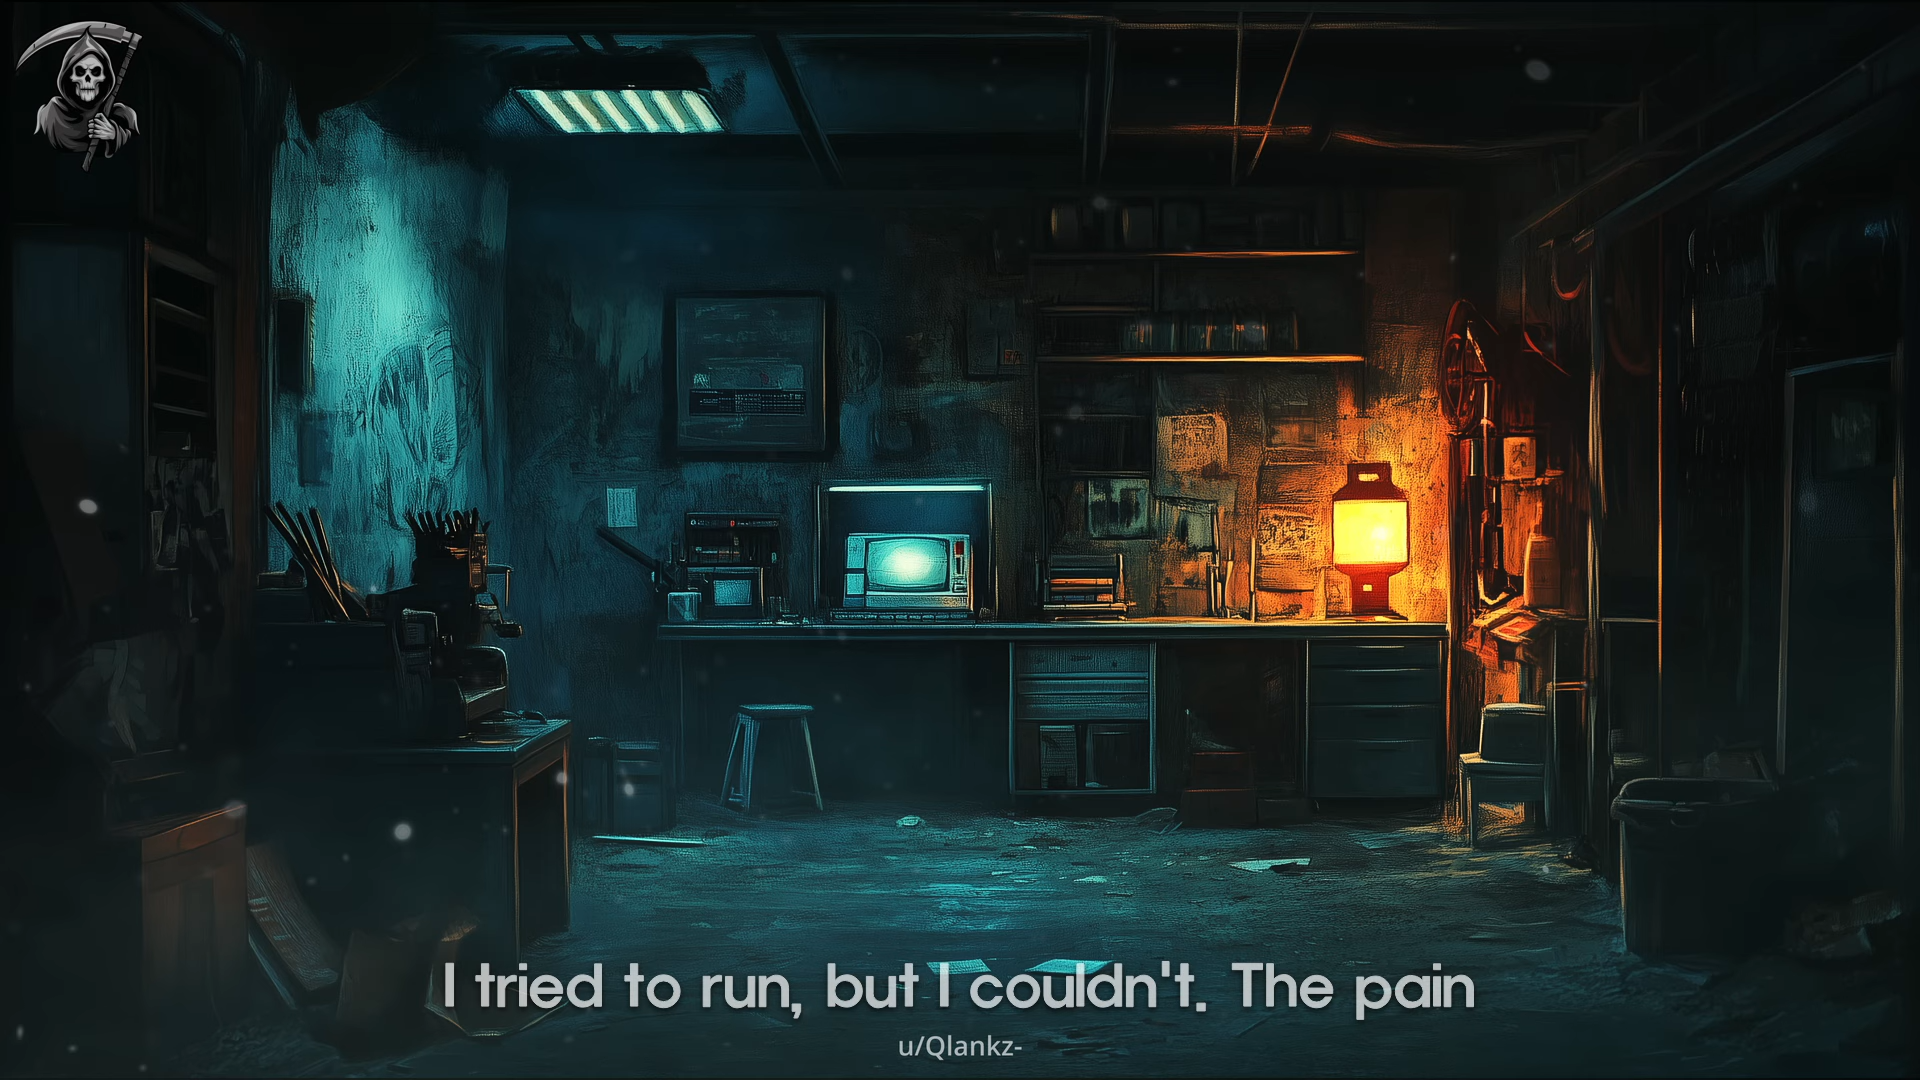 I tried to run, but I couldn't. The pain
u/Qlankz-